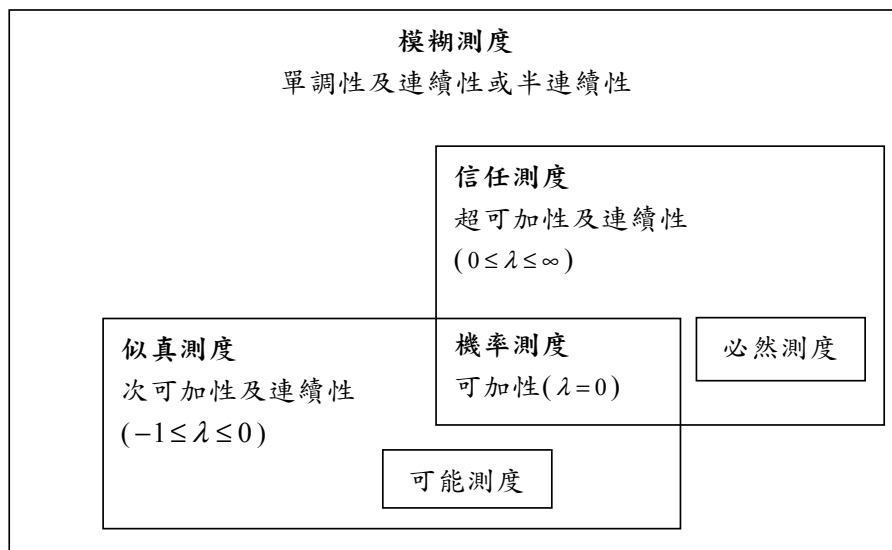 模糊測度
單調性及連續性或半連續性
信任測度
超可加性及連續性
(0≤λ≤∞)
似真測度
次可加性及連續性
(−1≤λ≤0)
機率測度
可加性(λ=0)
必然測度
可能測度